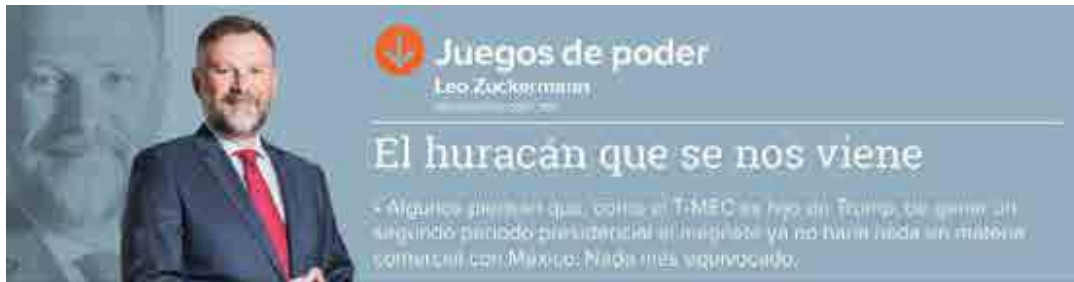 Juegos de poder
Leo Zuckermann
El huracán que se nos viene
• Algunos piensan que, como el T-MEC es hijo de Trump, de ganar un
segundo periodo presidencial el magnate ya no haría nada en materia
comercial con México. Nada más equivocado.